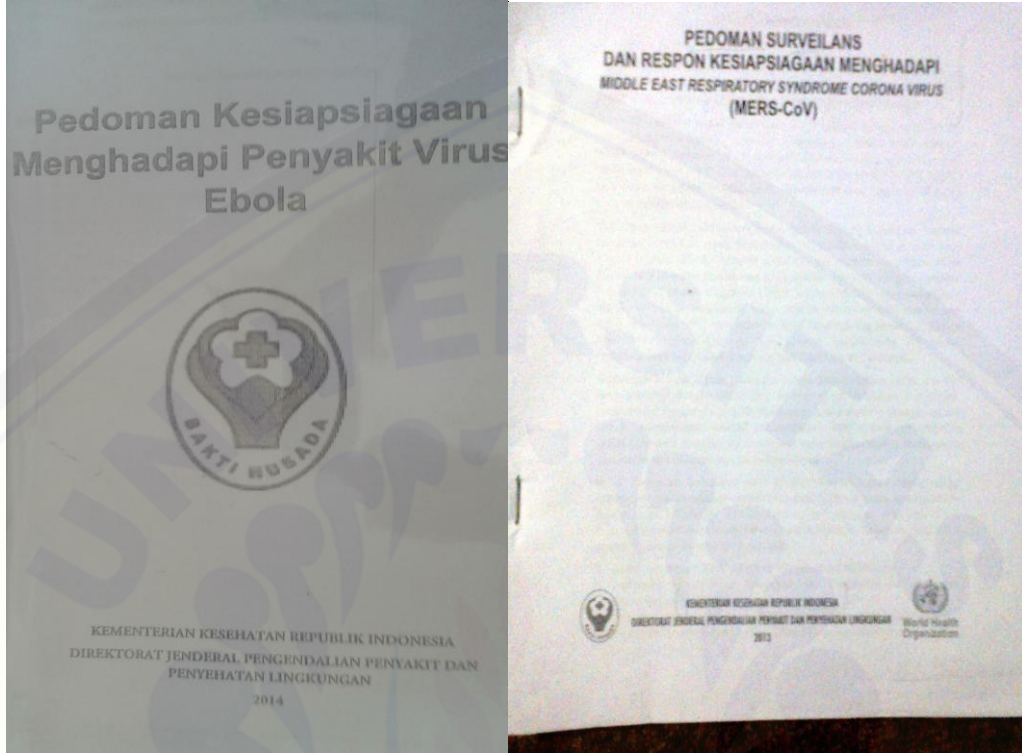 Pedoman Kesiapsiagaan
Menghadapi Penyakit Virus
Ebola
BAKTI HUSADA
KEMENTERIAN KESEHATAN REPUBLIK INDONESIA
DIREKTORAT JENDERAL PENGENDALIAN PENYAKIT DAN
PENYEHATAN LINGKUNGAN
2014
PEDOMAN SURVEILANS
DAN RESPON KESIAPSIAGAAN MENGHADAPI
MIDDLE EAST RESPIRATORY SYNDROME CORONA VIRUS
(MERS-CoV)
KEMENTERIAN KESEHATAN REPUBLIK INDONESIA
DIREKTORAT JENDERAL PENGENDALIAN PENYAKIT DAN PENYEHATAN LINGKUNGAN
2013
World Health
Organization
UNIVERSITAS